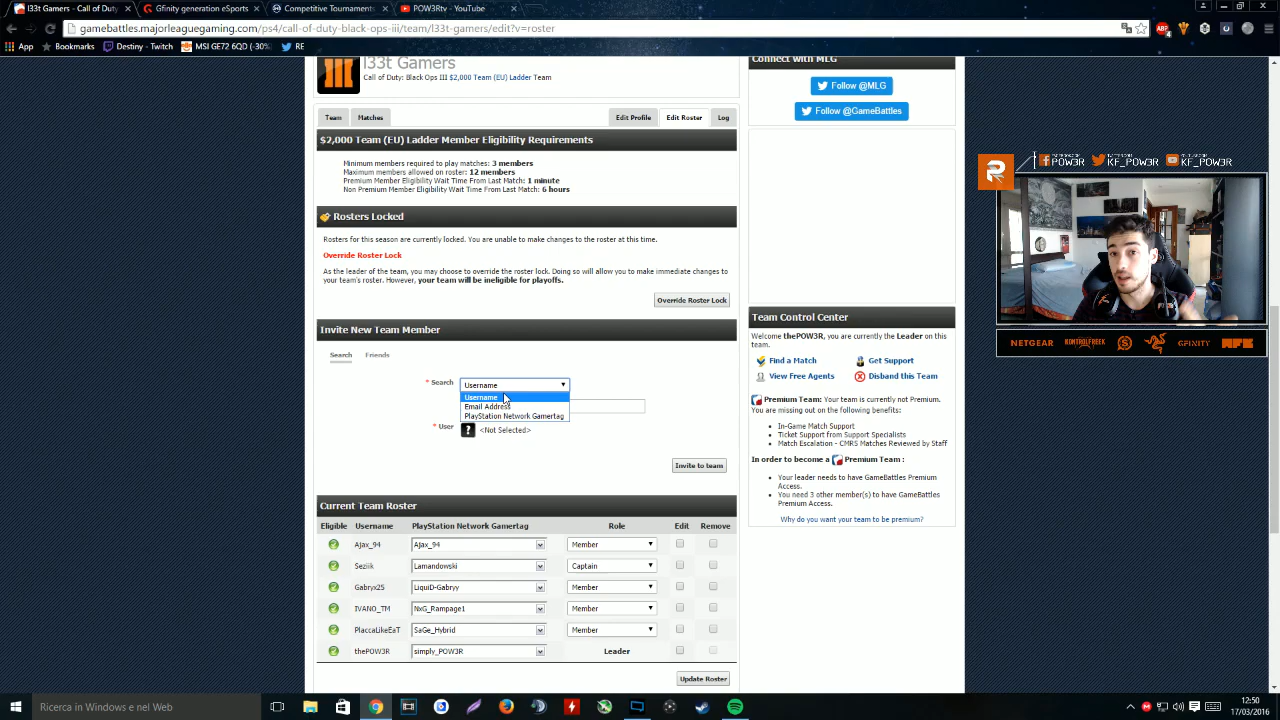 l33t Gamers - Call of Dut
Gfinity generation eSports
Competitive Tournaments
POW3Rtv - YouTube
gamebattles.majorleaguegaming.com/ps4/call-of-duty-black-ops-iii/team/l33t-gamers/edit?v=roster
App
Bookmarks
Destiny - Twitch
MSI GE72 6QD (-30%)
RE
l33t Gamers
Call of Duty: Black Ops III $2,000 Team (EU) Ladder Team
Team
Matches
Edit Profile
Edit Roster
Log
$2,000 Team (EU) Ladder Member Eligibility Requirements
Minimum members required to play matches: 3 members
Maximum members allowed on roster: 12 members
Premium Member Eligibility Wait Time From Last Match: 1 minute
Non Premium Member Eligibility Wait Time From Last Match: 6 hours
Rosters Locked
Rosters for this season are currently locked. You are unable to make changes to the roster at this time.
Override Roster Lock
As the leader of the team, you may choose to override the roster lock. Doing so will allow you to make immediate changes to
your team's roster. However, your team will be ineligible for playoffs.
Override Roster Lock
Invite New Team Member
Search
Friends
* Search
Username
Username
Email Address
PlayStation Network Gamertag
* User
<Not Selected>
Invite to team
Current Team Roster
Eligible Username PlayStation Network Gamertag Role Edit Remove
Ajax_94 Ajax_94 Member
Seziik Lamandowski Captain
Gabryx25 LiquiD-Gabryy Member
IVANO_TM NxG_Rampage1 Member
PlaccaLikeEaT SaGe_Hybrid Member
thePOW3R simply_POW3R Leader
Update Roster
Connect with MLG
Follow @MLG
Follow @GameBattles
Team Control Center
Welcome thePOW3R, you are currently the Leader on this
team.
Find a Match
Get Support
View Free Agents
Disband this Team
Premium Team: Your team is currently not Premium.
You are missing out on the following benefits:
In-Game Match Support
Ticket Support from Support Specialists
Match Escalation - CMRS Matches Reviewed by Staff
In order to become a Premium Team :
Your leader needs to have GameBattles Premium
Access.
You need 3 other member(s) to have GameBattles
Premium Access.
Why do you want your team to be premium?
POW3R
KF_POW3R
KF_POW3R
NETGEAR
KONTROLFREEK
RAZER
GFINITY
Ricerca in Windows e nel Web
12:50
17/03/2016